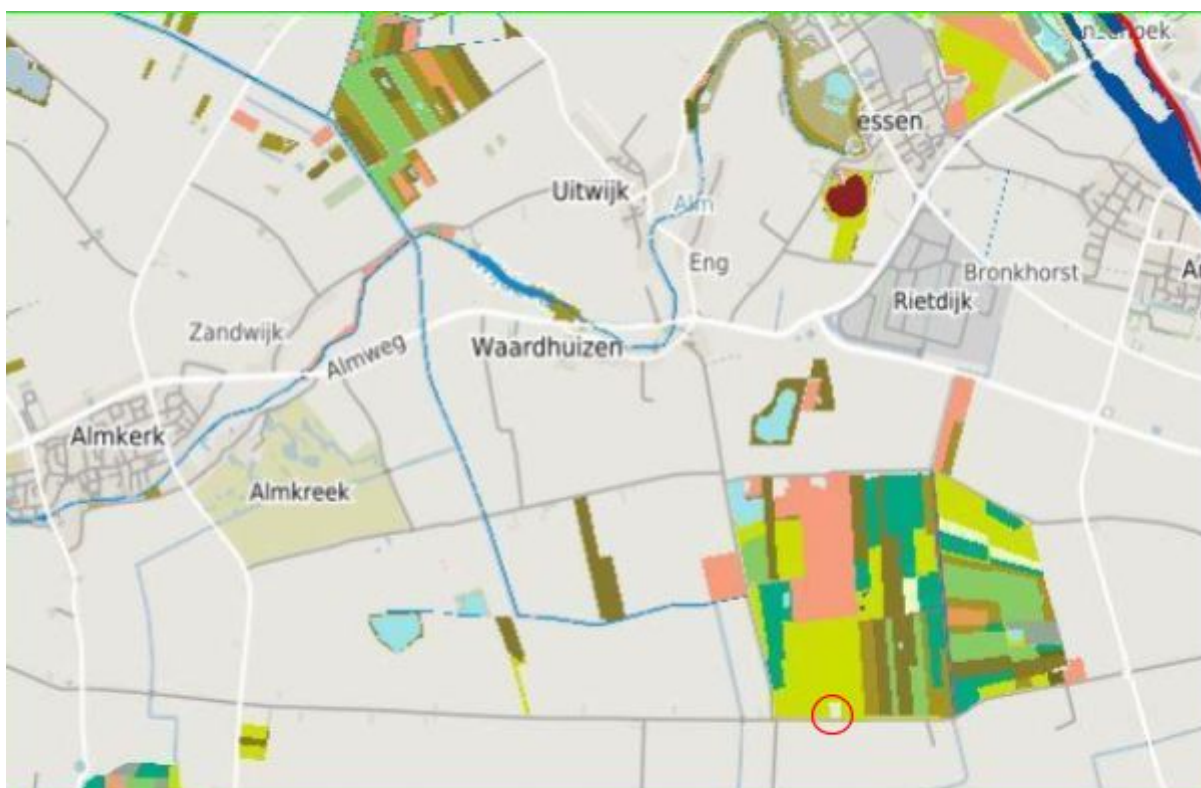 essen
Uitwijk
Alm
Eng
Bronkhorst
Rietdijk
Zandwijk
Almweg
Waardhuizen
Almkerk
Almkreek